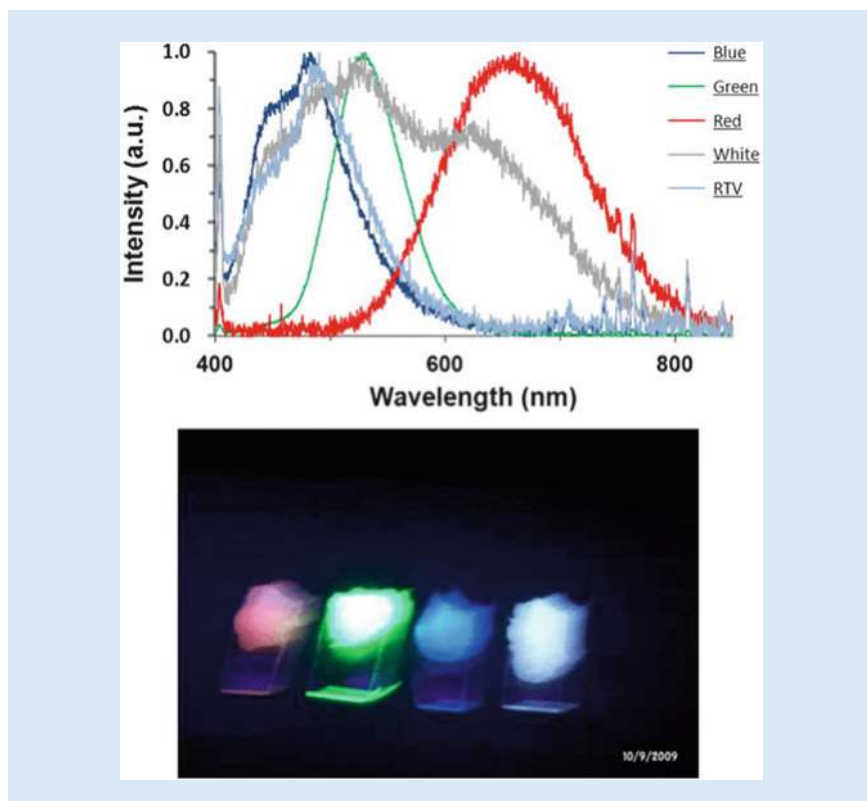 1.0
0.8
0.6
0.4
0.2
0.0
Intensity (a.u.)
400
600
800
Wavelength (nm)
Blue
Green
Red
White
RTV
10/9/2009